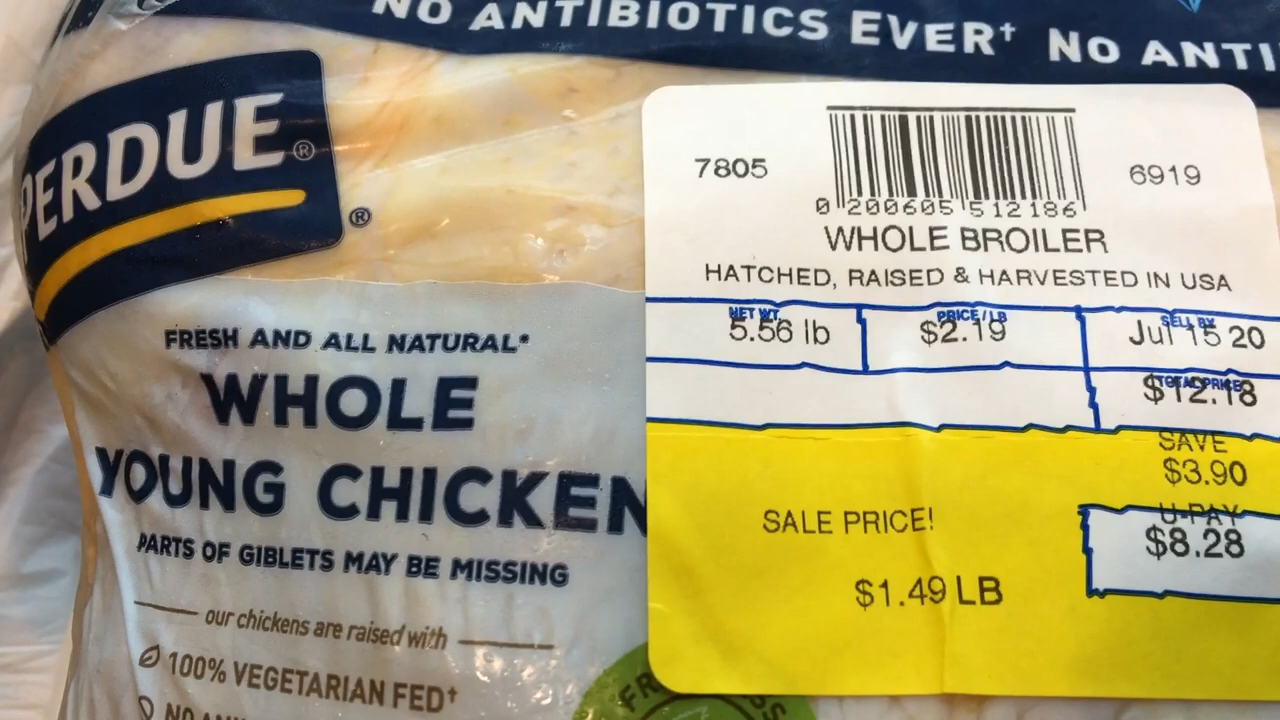 NO ANTIBIOTICS EVER† NO ANTI
PERDUE®
®
FRESH AND ALL NATURAL*
WHOLE
YOUNG CHICKEN
PARTS OF GIBLETS MAY BE MISSING
our chickens are raised with
100% VEGETARIAN FED†
7805
6919
0 200605 512186
WHOLE BROILER
HATCHED, RAISED & HARVESTED IN USA
NET WT. PRICE/LB SELL BY
5.56 lb $2.19 Jul 15 20
TOTAL PRICE
$12.18
SAVE
$3.90
SALE PRICE!
U-PAY
$8.28
$1.49 LB